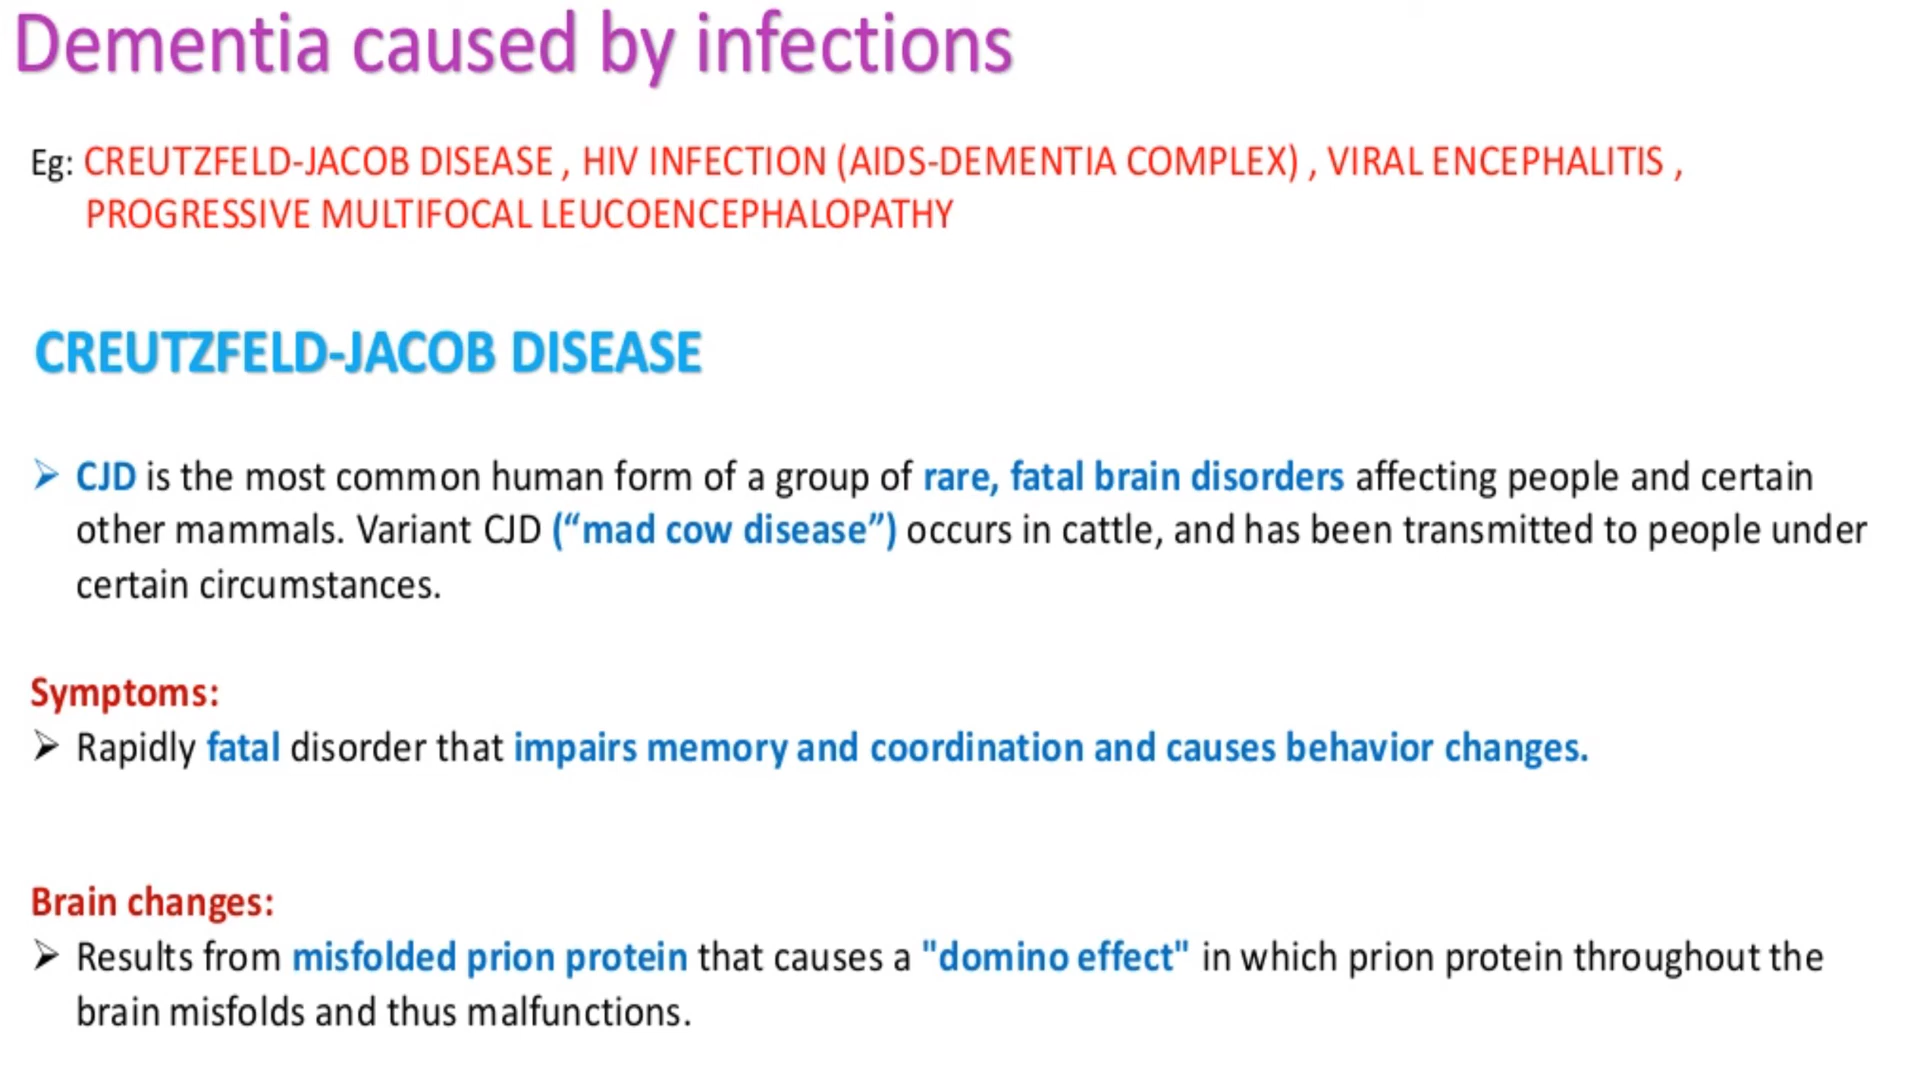 Dementia caused by infections
Eg: CREUTZFELD-JACOB DISEASE , HIV INFECTION (AIDS-DEMENTIA COMPLEX) , VIRAL ENCEPHALITIS ,
PROGRESSIVE MULTIFOCAL LEUCOENCEPHALOPATHY
CREUTZFELD-JACOB DISEASE
➢ CJD is the most common human form of a group of rare, fatal brain disorders affecting people and certain
other mammals. Variant CJD (“mad cow disease”) occurs in cattle, and has been transmitted to people under
certain circumstances.
Symptoms:
➢ Rapidly fatal disorder that impairs memory and coordination and causes behavior changes.
Brain changes:
➢ Results from misfolded prion protein that causes a "domino effect" in which prion protein throughout the
brain misfolds and thus malfunctions.